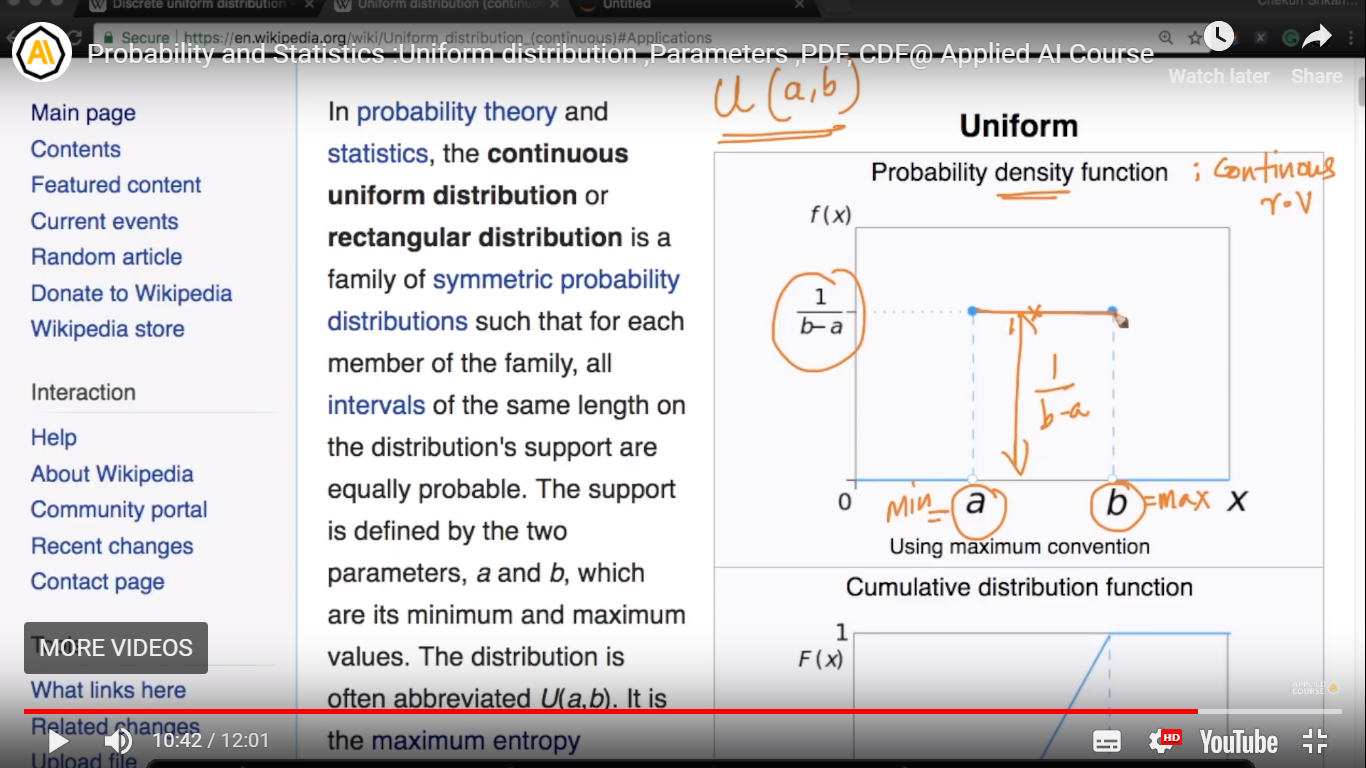 Discrete uniform distribution
Uniform distribution (continuous
Untitled
Secure https://en.wikipedia.org/wiki/Uniform_distribution_(continuous)#Applications
Probability and Statistics :Uniform distribution ,Parameters ,PDF, CDF@ Applied AI Course
Watch later Share
Main page
Contents
Featured content
Current events
Random article
Donate to Wikipedia
Wikipedia store
Interaction
Help
About Wikipedia
Community portal
Recent changes
Contact page
MORE VIDEOS
What links here
Related changes
Upload file
In probability theory and
statistics, the continuous
uniform distribution or
rectangular distribution is a
family of symmetric probability
distributions such that for each
member of the family, all
intervals of the same length on
the distribution's support are
equally probable. The support
is defined by the two
parameters, a and b, which
are its minimum and maximum
values. The distribution is
often abbreviated U(a,b). It is
the maximum entropy
U(a,b)
Uniform
Probability density function ; Continous
r.v
f(x)
1
b-a
1
b-a
0 Min = a b =max x
Using maximum convention
Cumulative distribution function
1
F(x)
APPLIED
COURSE
10:42 / 12:01
HD
YouTube